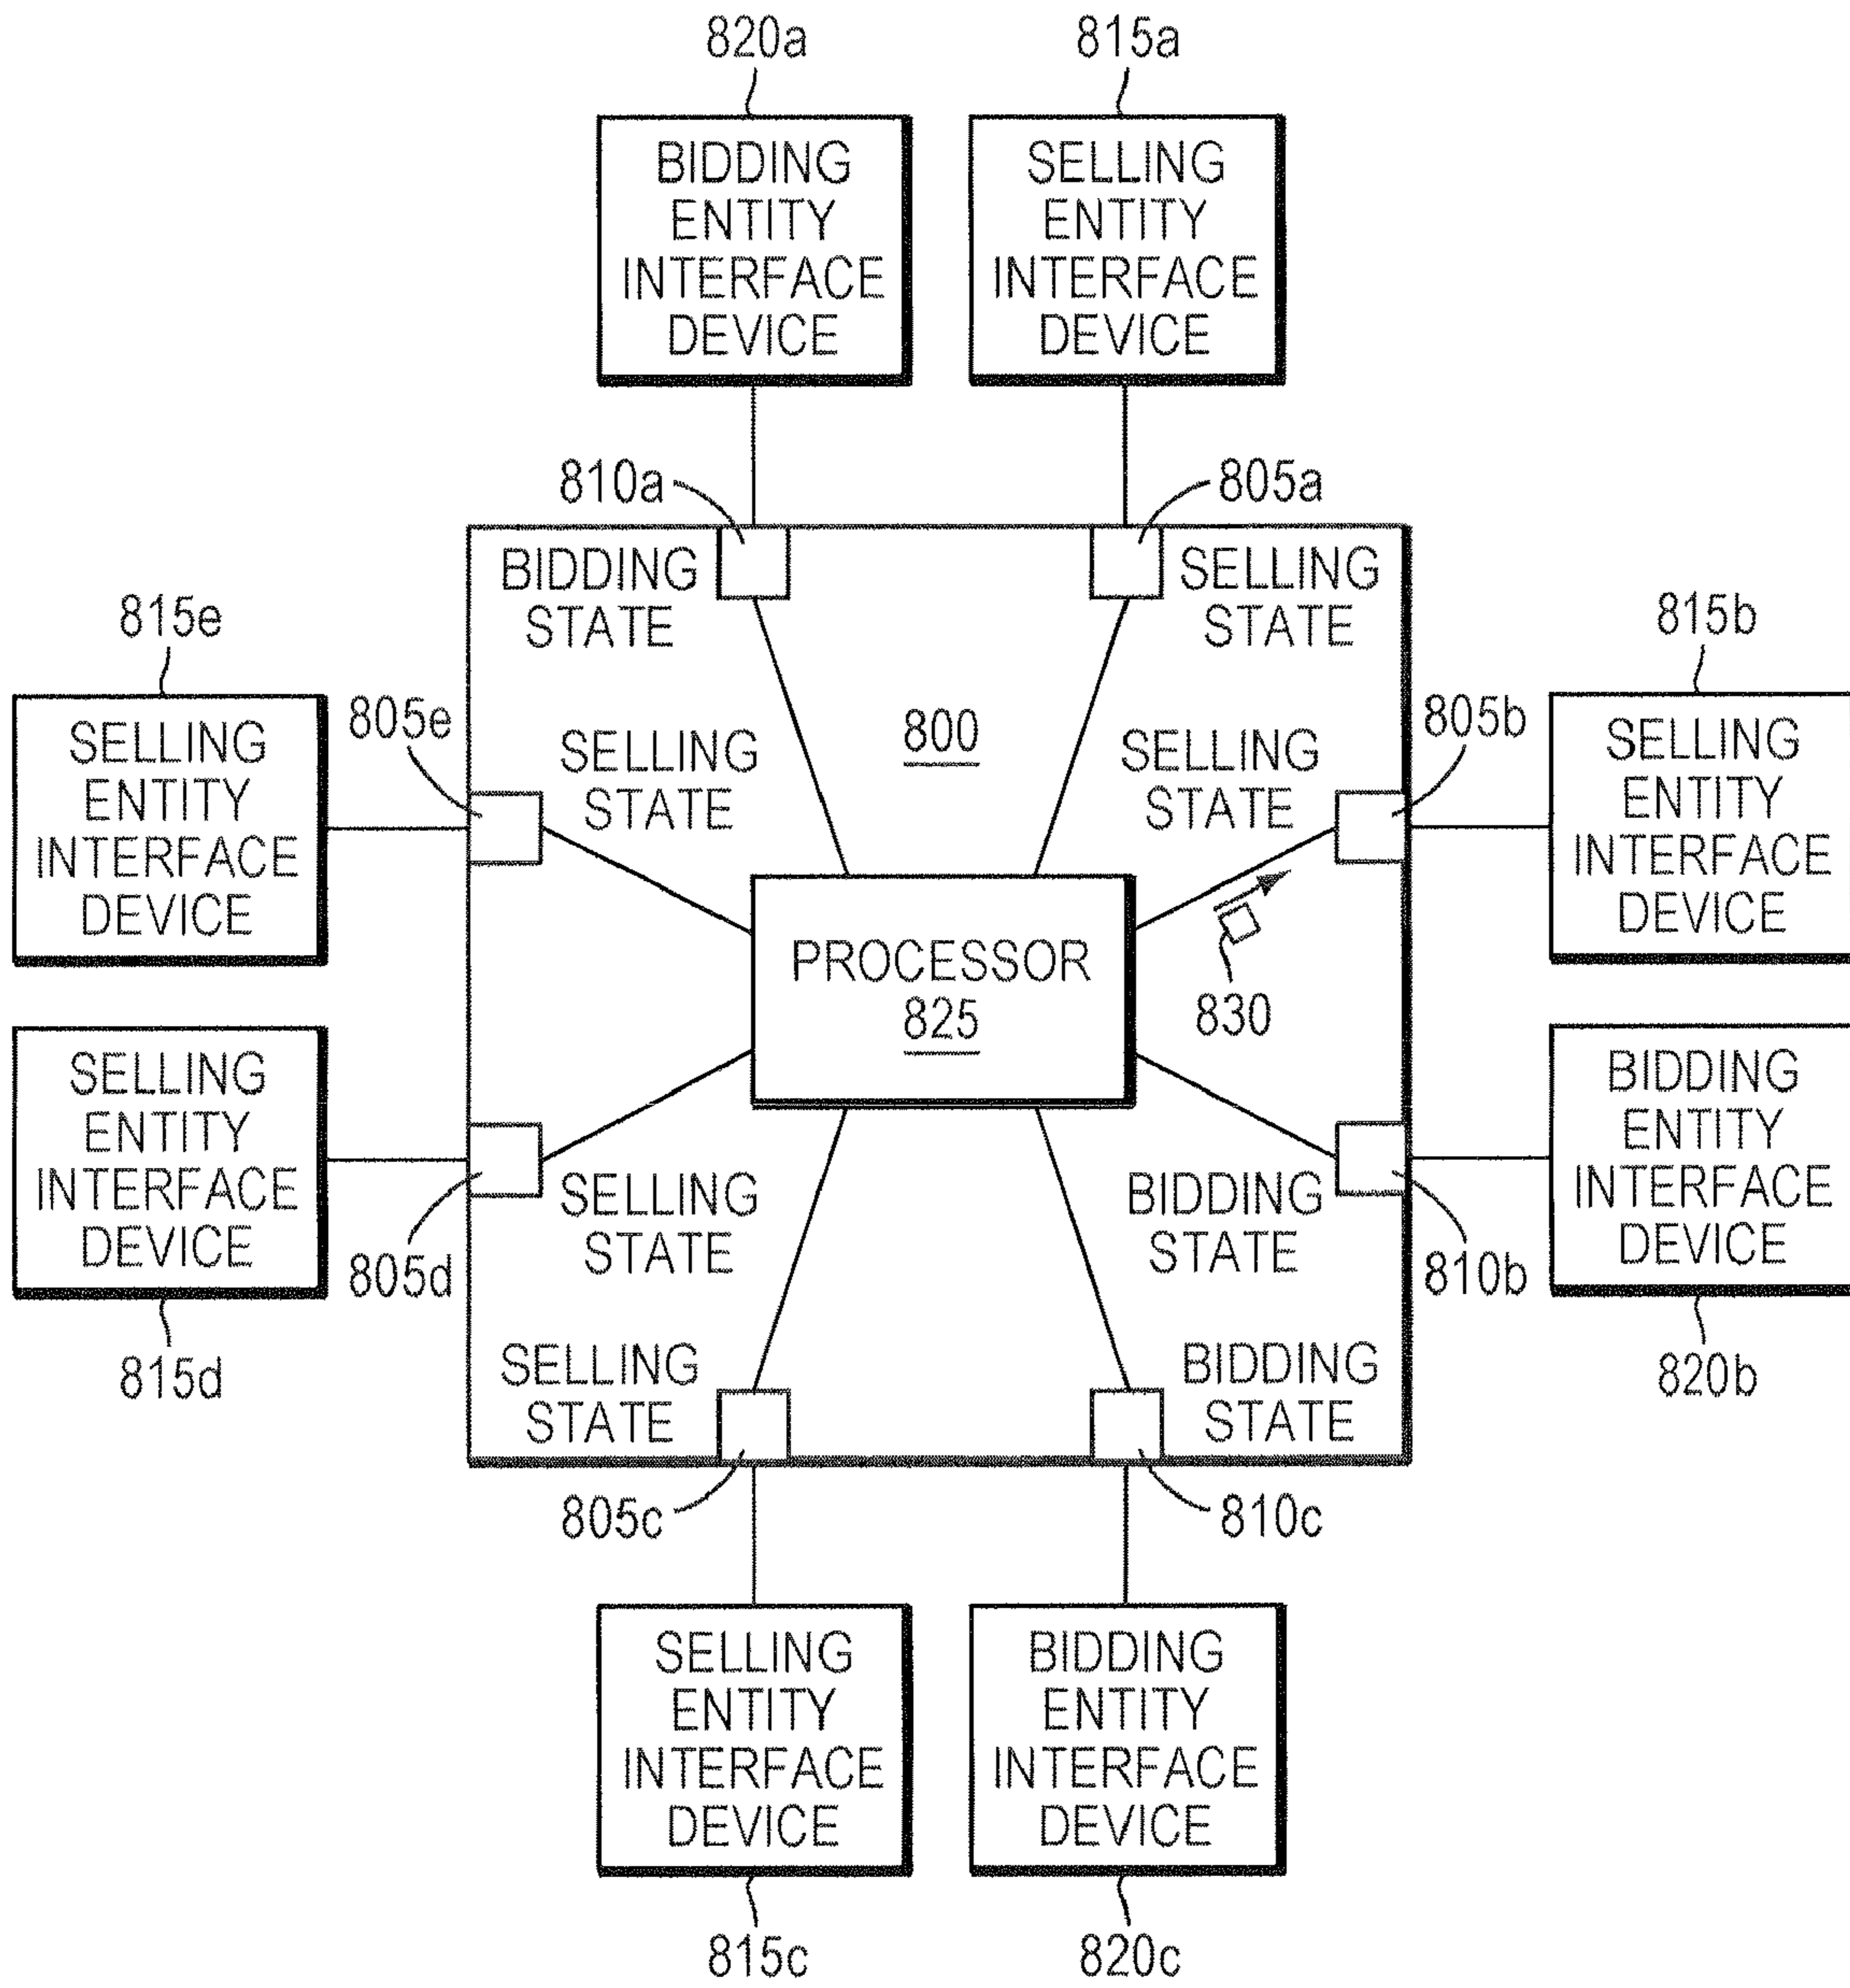 820a
815a
BIDDING
ENTITY
INTERFACE
DEVICE
SELLING
ENTITY
INTERFACE
DEVICE
810a
805a
BIDDING
STATE
SELLING
STATE
815e
815b
SELLING
ENTITY
INTERFACE
DEVICE
805e
SELLING
STATE
800
SELLING
STATE
805b
SELLING
ENTITY
INTERFACE
DEVICE
PROCESSOR
825
830
SELLING
ENTITY
INTERFACE
DEVICE
805d
SELLING
STATE
BIDDING
STATE
810b
BIDDING
ENTITY
INTERFACE
DEVICE
815d
820b
SELLING
STATE
BIDDING
STATE
805c
810c
SELLING
ENTITY
INTERFACE
DEVICE
BIDDING
ENTITY
INTERFACE
DEVICE
815c
820c